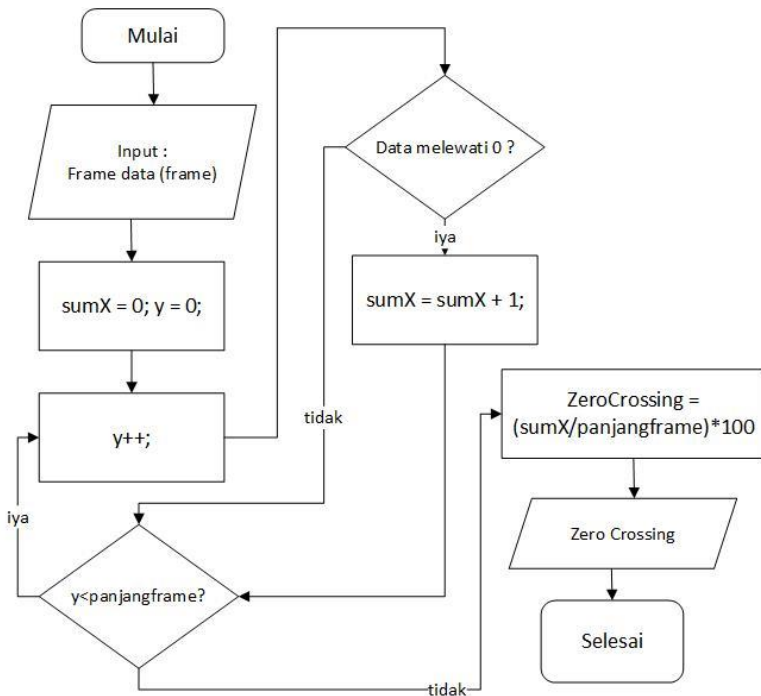 Mulai
Input :
Frame data (frame)
sumX = 0; y = 0;
y++;
Data melewati 0 ?
iya
sumX = sumX + 1;
tidak
y<panjangframe?
iya
tidak
ZeroCrossing =
(sumX/panjangframe)*100
Zero Crossing
Selesai